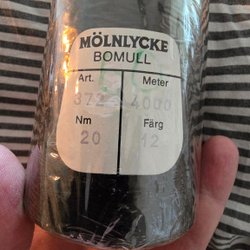 MÖLNLYCKE
BOMULL
Art. Meter
372 4000
Nm Färg
20 12